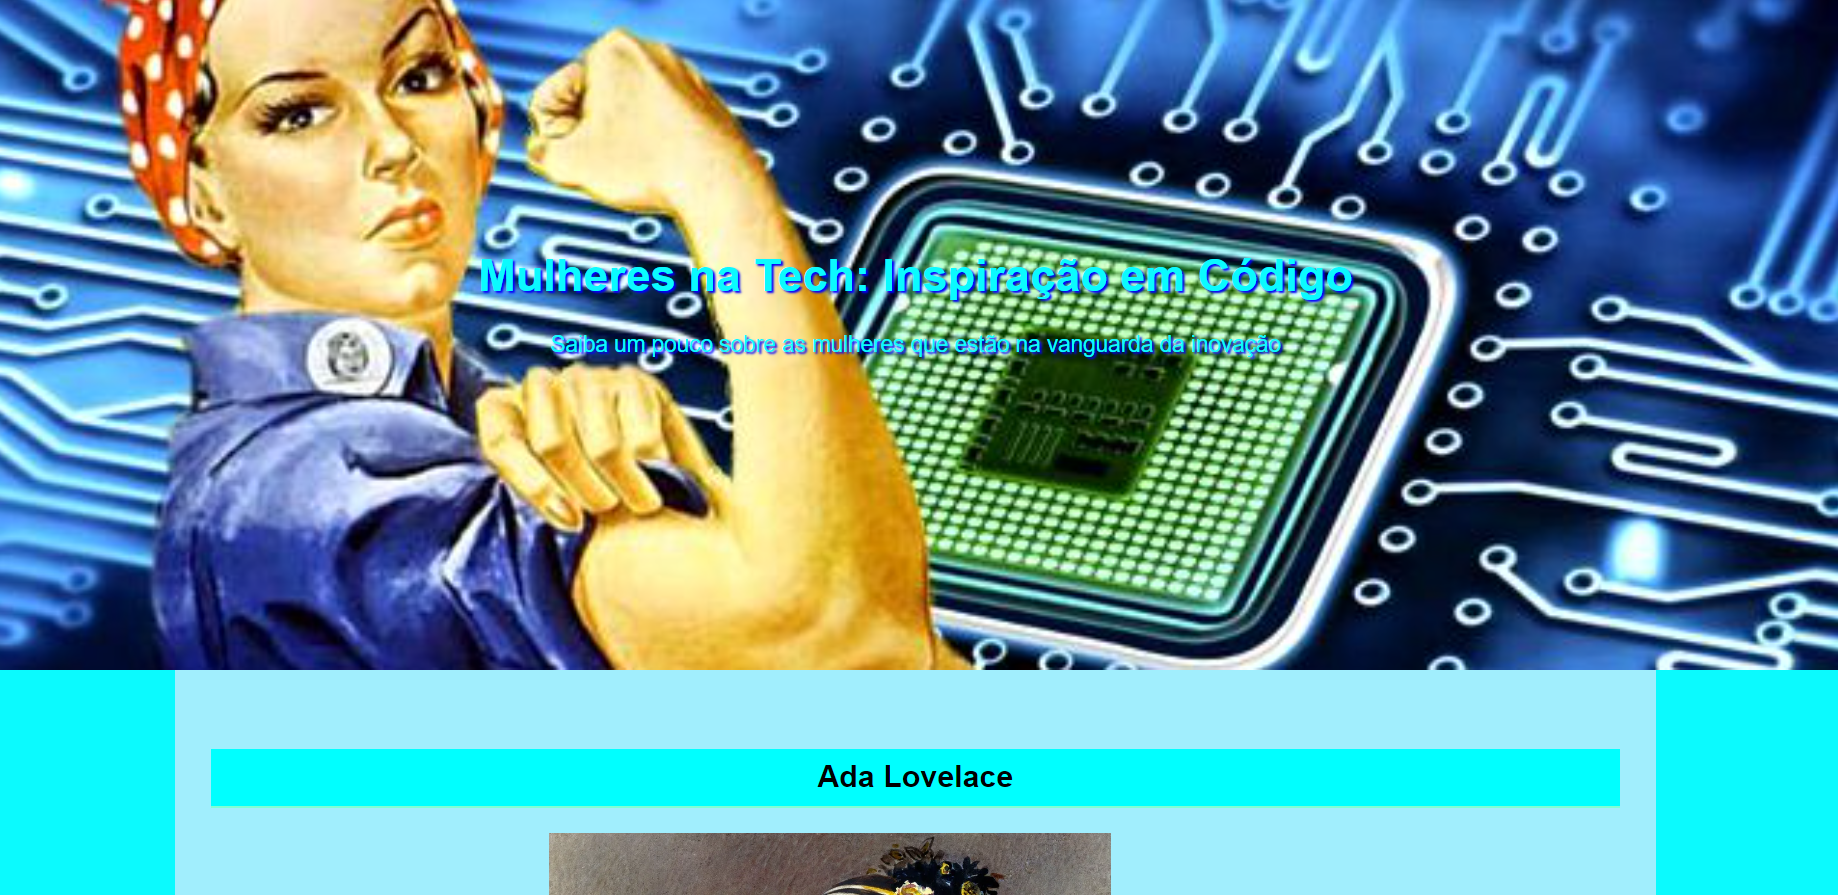 Mulheres na Tech: Inspiração em Código
Saiba um pouco sobre as mulheres que estão na vanguarda da inovação
Ada Lovelace